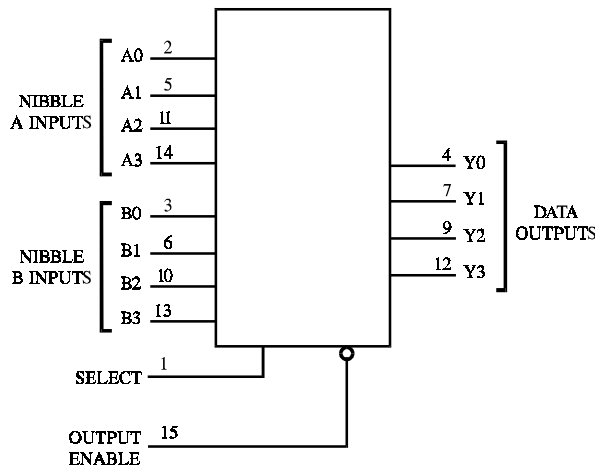 A0 2
A1 5
NIBBLE
A INPUTS
A2 11
A3 14
B0 3
B1 6
NIBBLE
B INPUTS
B2 10
B3 13
4 Y0
7 Y1
9 Y2
12 Y3
DATA
OUTPUTS
SELECT 1
OUTPUT
ENABLE
15